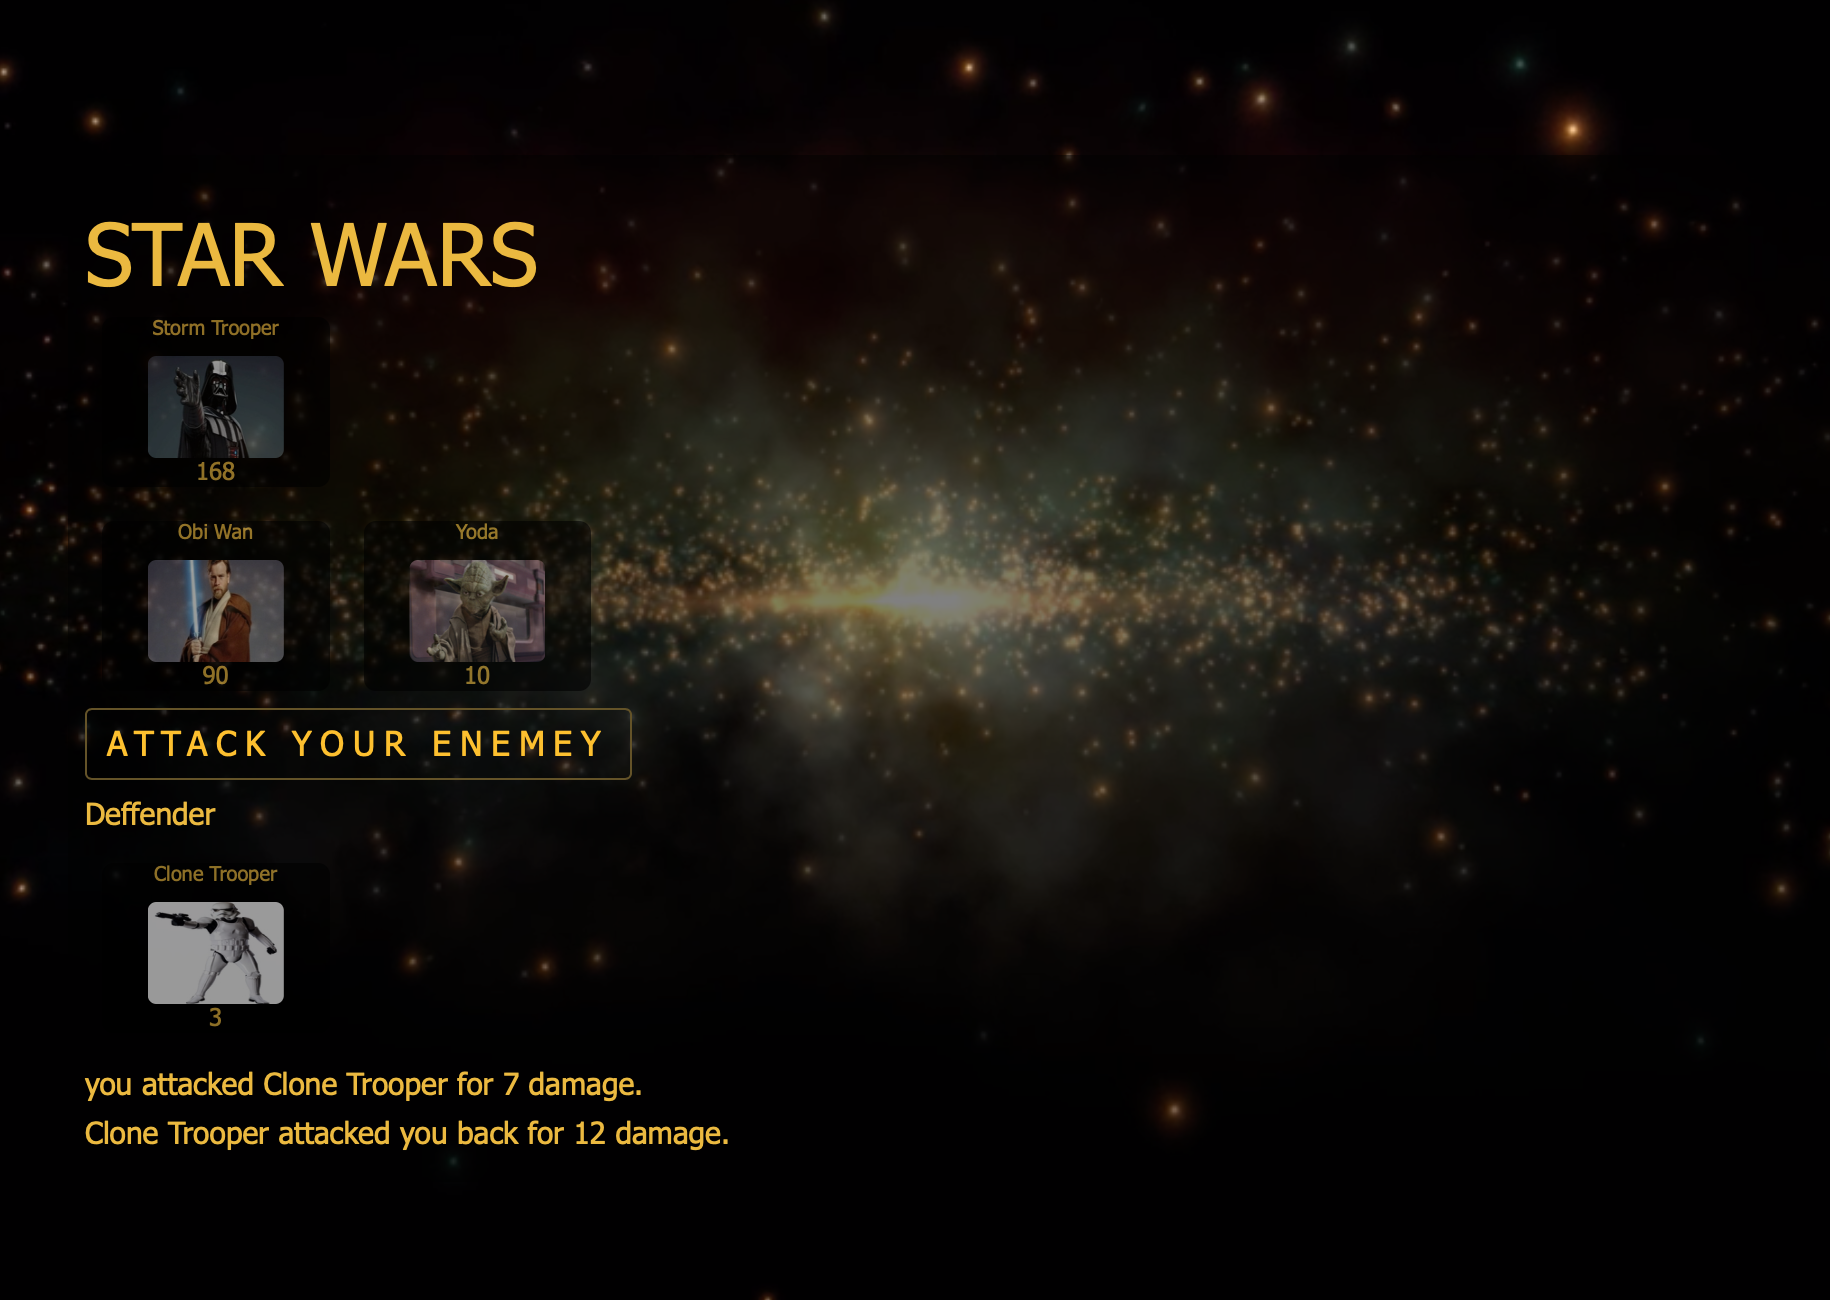 STAR WARS
Storm Trooper
168
Obi Wan
90
Yoda
10
ATTACK YOUR ENEMEY
Deffender
Clone Trooper
3
you attacked Clone Trooper for 7 damage.
Clone Trooper attacked you back for 12 damage.